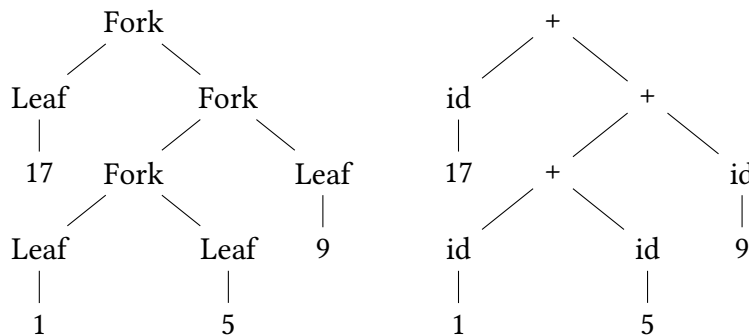 Fork +
Leaf Fork id +
17 Fork Leaf 17 + id
Leaf Leaf 9 id id 9
1 5 1 5